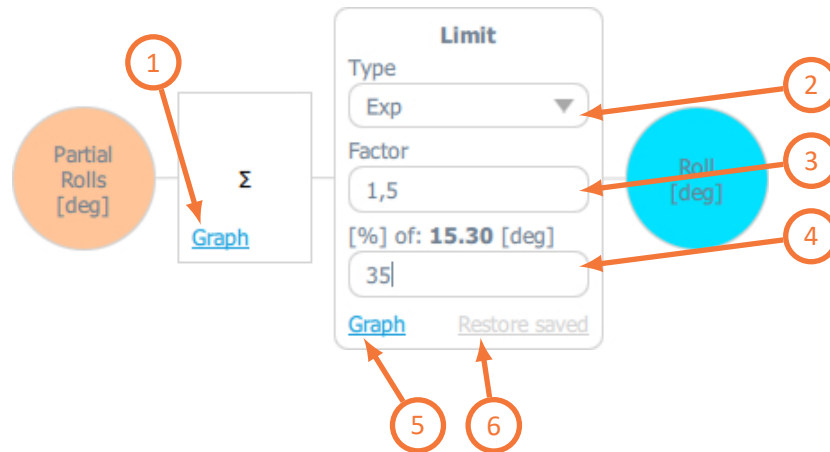 Limit
1
Type
2
Exp
Partial
Rolls
[deg]
Σ
Factor
3
1,5
Roll
[deg]
Graph
[%] of: 15.30 [deg]
4
35
Graph
Restore saved
5
6